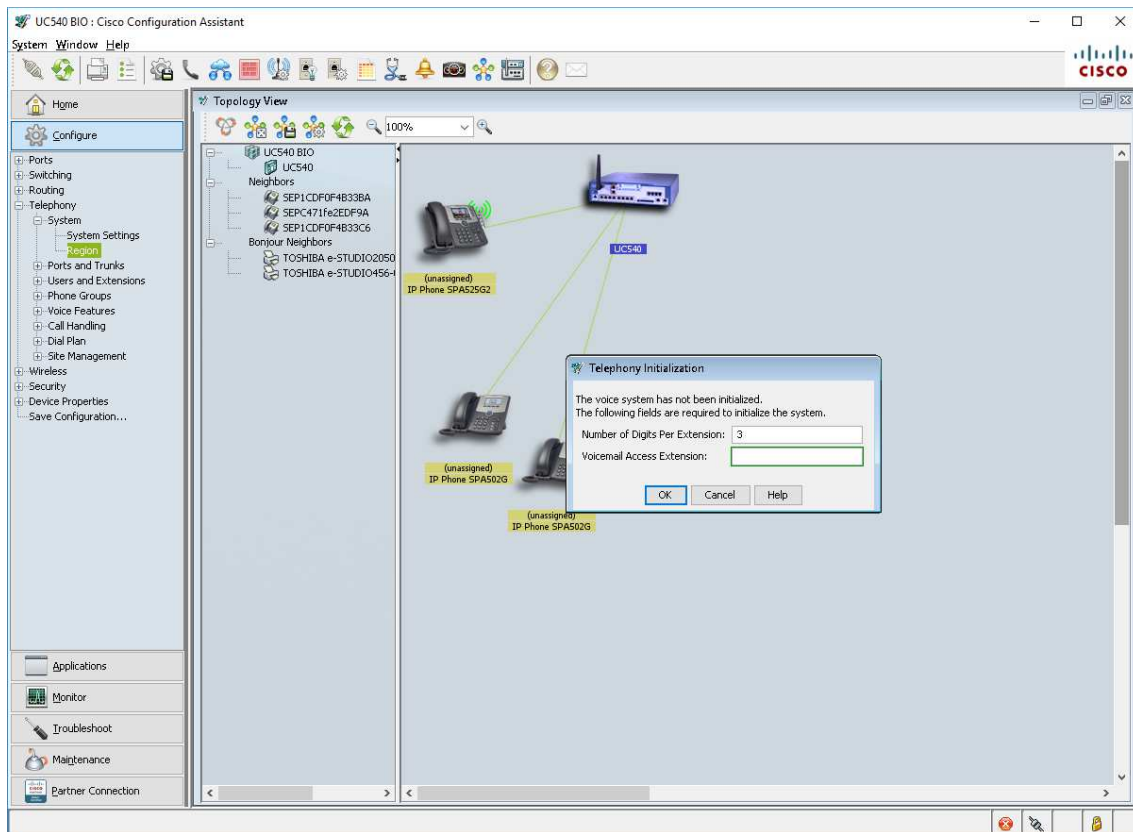 UC540 BIO : Cisco Configuration Assistant
System Window Help
CISCO
Home
Configure
Ports
Switching
Routing
Telephony
System
System Settings
Region
Ports and Trunks
Users and Extensions
Phone Groups
Voice Features
Call Handling
Dial Plan
Site Management
Wireless
Security
Device Properties
Save Configuration...
Applications
Monitor
Troubleshoot
Maintenance
Partner Connection
Topology View
100%
UC540 BIO
UC540
Neighbors
SEP1CDF0F4B33BA
SEPC471fe2EDF9A
SEP1CDF0F4B33C6
Bonjour Neighbors
TOSHIBA e-STUDIO2050
TOSHIBA e-STUDIO456-
UC540
(unassigned)
IP Phone SPA525G2
(unassigned)
IP Phone SPA502G
(unassigned)
IP Phone SPA502G
Telephony Initialization
The voice system has not been initialized.
The following fields are required to initialize the system.
Number of Digits Per Extension: 3
Voicemail Access Extension:
OK Cancel Help